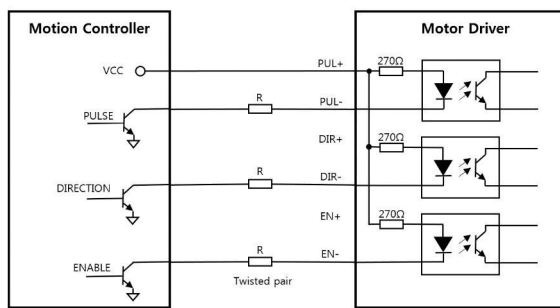 Motion Controller
Motor Driver
VCC
PUL+
270Ω
R
PUL-
PULSE
DIR+
270Ω
R
DIR-
DIRECTION
EN+
270Ω
R
EN-
ENABLE
Twisted pair